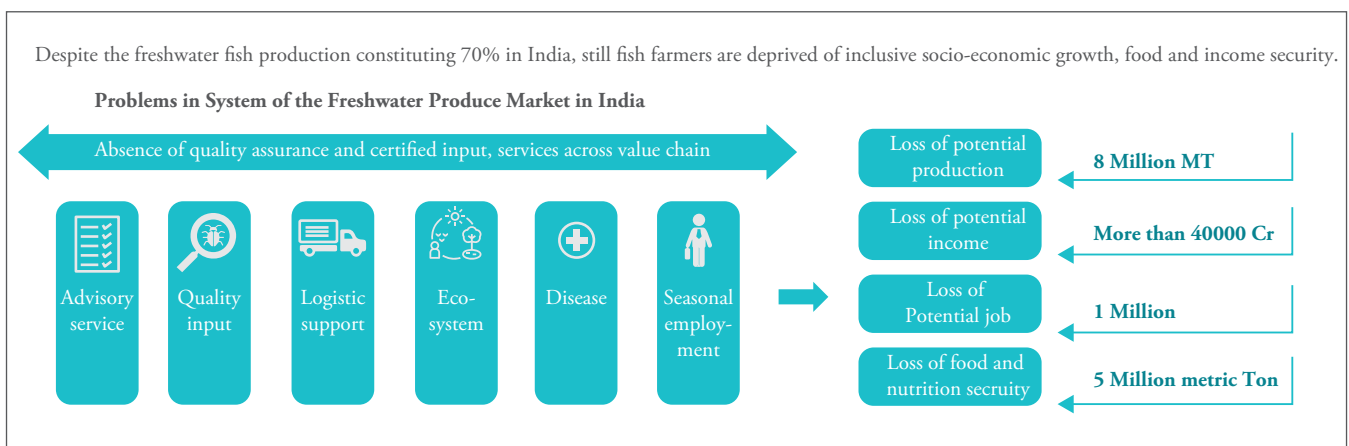 Despite the freshwater fish production constituting 70% in India, still fish farmers are deprived of inclusive socio-economic growth, food and income security.
Problems in System of the Freshwater Produce Market in India
Absence of quality assurance and certified input, services across value chain
Advisory
service
Quality
input
Logistic
support
Eco-
system
Disease
Seasonal
employ-
ment
Loss of potential
production
8 Million MT
Loss of potential
income
More than 40000 Cr
Loss of
Potential job
1 Million
Loss of food and
nutrition secruity
5 Million metric Ton